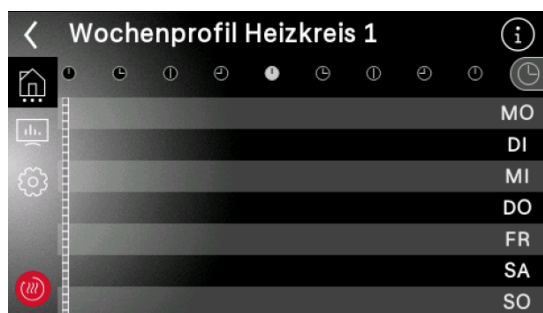 Wochenprofil Heizkreis 1
MO
DI
MI
DO
FR
SA
SO